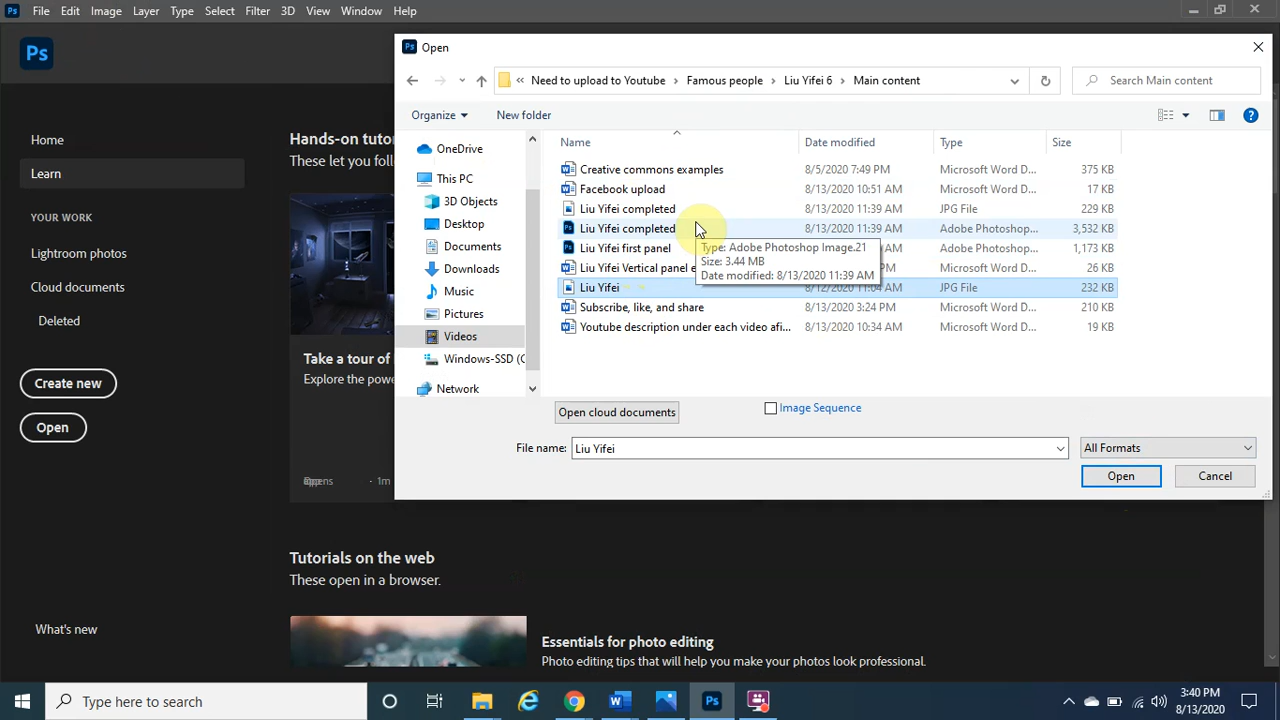 Ps File Edit Image Layer Type Select Filter 3D View Window Help
Ps
Home
Learn
YOUR WORK
Lightroom photos
Cloud documents
Deleted
Create new
Open
Hands-on tuto
These let you foll
Take a tour of
Explore the powe
1m
Tutorials on the web
These open in a browser.
What's new
Essentials for photo editing
Photo editing tips that will help you make your photos look professional.
Ps Open
« Need to upload to Youtube > Famous people > Liu Yifei 6 > Main content
Search Main content
Organize New folder
OneDrive
This PC
3D Objects
Desktop
Documents
Downloads
Music
Pictures
Videos
Windows-SSD (C
Network
Name Date modified Type Size
Creative commons examples 8/5/2020 7:49 PM Microsoft Word D... 375 KB
Facebook upload 8/13/2020 10:51 AM Microsoft Word D... 17 KB
Liu Yifei completed 8/13/2020 11:39 AM JPG File 229 KB
Liu Yifei completed 8/13/2020 11:39 AM Adobe Photoshop... 3,532 KB
Liu Yifei first panel AM Adobe Photoshop... 1,173 KB
Liu Yifei Vertical panel e PM Microsoft Word D... 26 KB
Liu Yifei 8/12/2020 11:04 AM JPG File 232 KB
Subscribe, like, and share 8/13/2020 3:24 PM Microsoft Word D... 210 KB
Youtube description under each video afi... 8/13/2020 10:34 AM Microsoft Word D... 19 KB
Type: Adobe Photoshop Image.21
Size: 3.44 MB
Date modified: 8/13/2020 11:39 AM
Open cloud documents Image Sequence
File name: Liu Yifei All Formats
Open Cancel
Type here to search
3:40 PM
8/13/2020